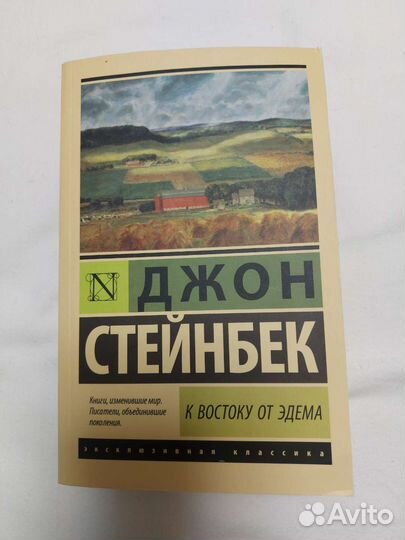 N
ДЖОН
СТЕЙНБЕК
Книги, изменившие мир.
Писатели, объединившие
поколения.
К ВОСТОКУ ОТ ЭДЕМА
эксклюзивная классика
Avito